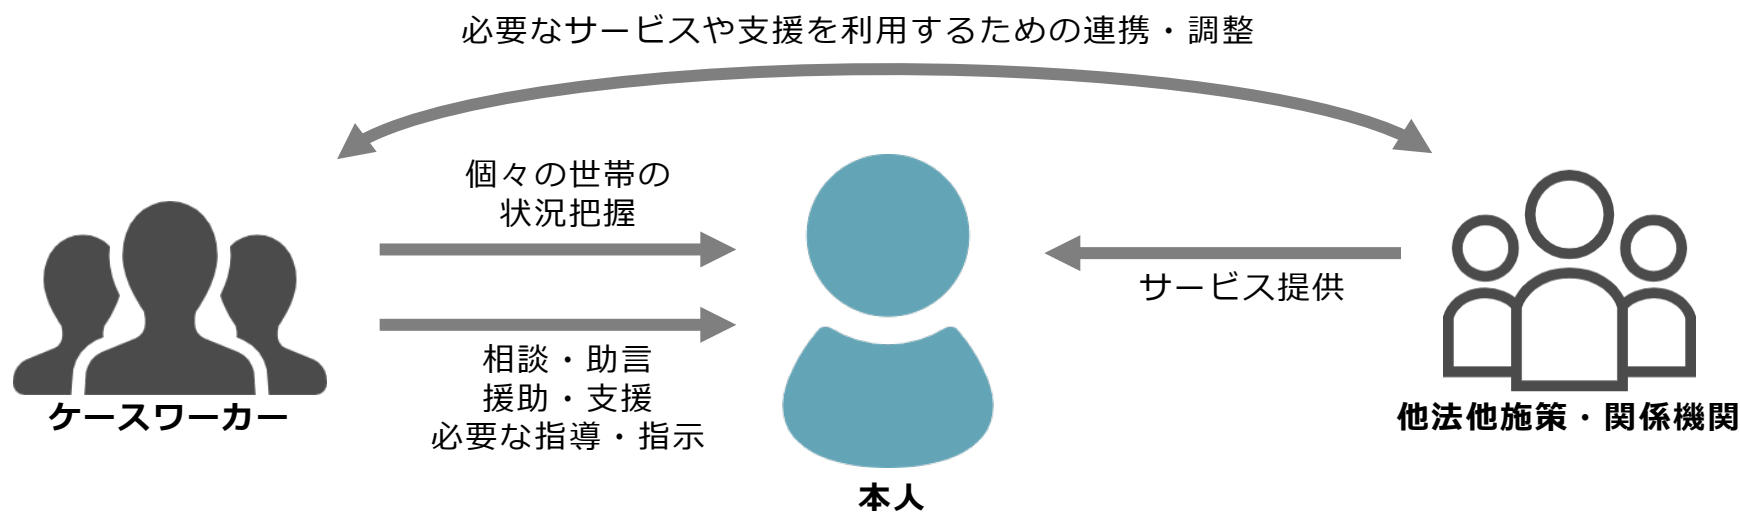 必要なサービスや支援を利用するための連携・調整
個々の世帯の
状況把握
サービス提供
相談・助言
援助・支援
必要な指導・指示
ケースワーカー
他法他施策・関係機関
本人